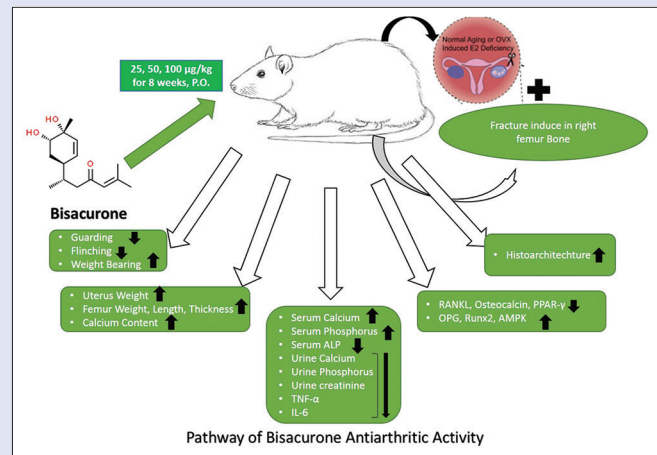 Normal Aging or OVX
Induced E2 Deficiency
25, 50, 100 µg/kg
for 8 weeks, P.O.
Fracture induce in right
femur Bone
HO
HO
O
Bisacurone
• Guarding
• Flinching
• Weight Bearing
• Uterus Weight
• Femur Weight, Length, Thickness
• Calcium Content
• Serum Calcium
• Serum Phosphorus
• Serum ALP
• Urine Calcium
• Urine Phosphorus
• Urine creatinine
• TNF-α
• IL-6
• RANKL, Osteocalcin, PPAR-γ
• OPG, Runx2, AMPK
• Histoarchitechture
Pathway of Bisacurone Antiarthritic Activity